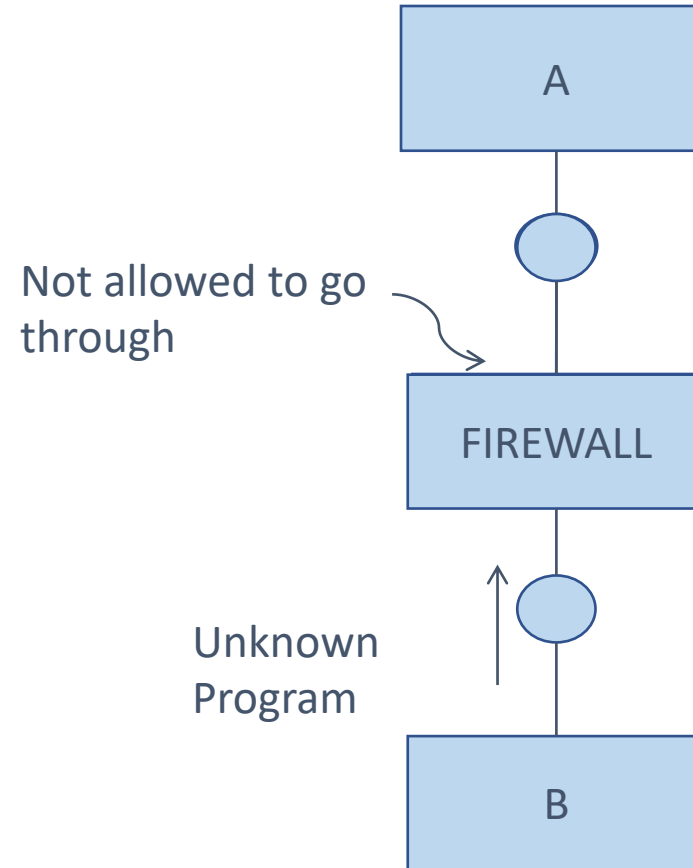 A
Not allowed to go
through
FIREWALL
Unknown
Program
B